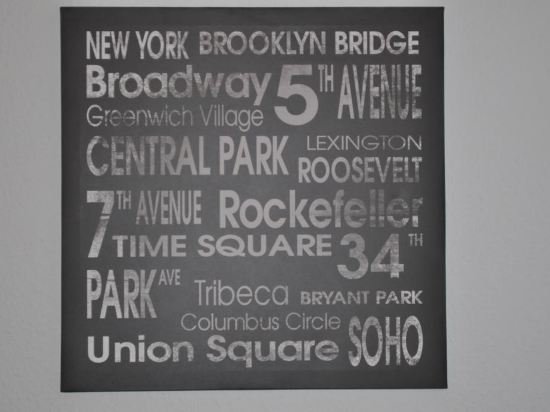 NEW YORK BROOKLYN BRIDGE
Broadway 5TH AVENUE
Greenwich Village
CENTRAL PARK LEXINGTON
ROOSEVELT
7TH AVENUE Rockefeller
TIME SQUARE 34TH
PARK AVE Tribeca BRYANT PARK
Columbus Circle
Union Square SOHO